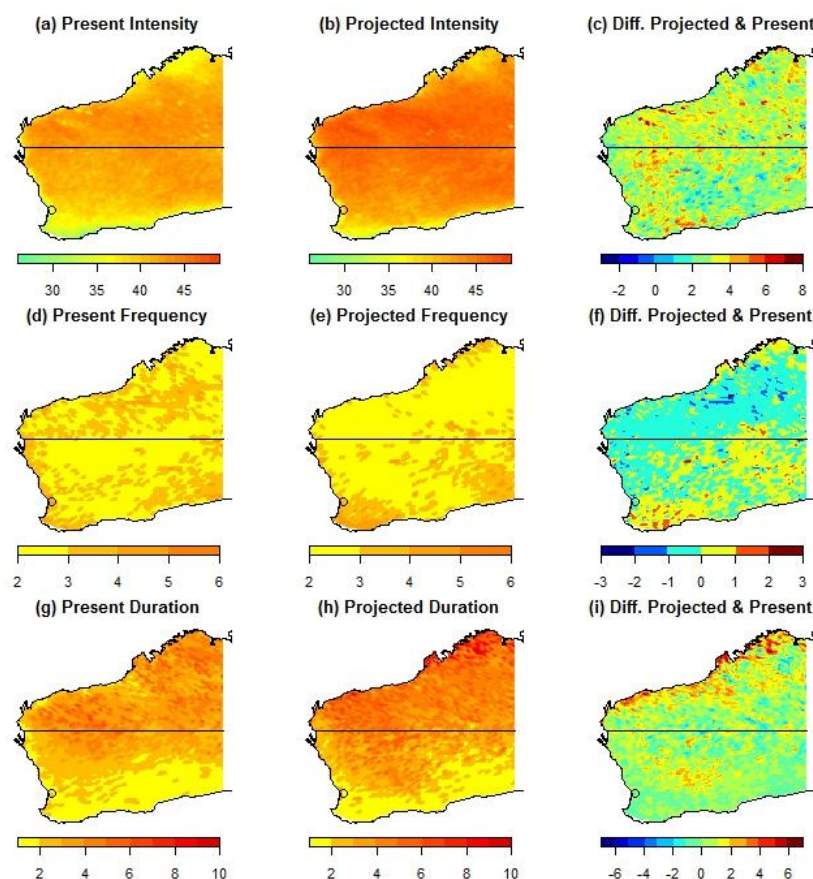 (a) Present Intensity (b) Projected Intensity (c) Diff. Projected & Present
30 35 40 45 30 35 40 45 -2 0 2 4 6 8
(d) Present Frequency (e) Projected Frequency (f) Diff. Projected & Present
2 3 4 5 6 2 3 4 5 6 -3 -2 -1 0 1 2 3
(g) Present Duration (h) Projected Duration (i) Diff. Projected & Present
2 4 6 8 10 2 4 6 8 10 -6 -4 -2 0 2 4 6